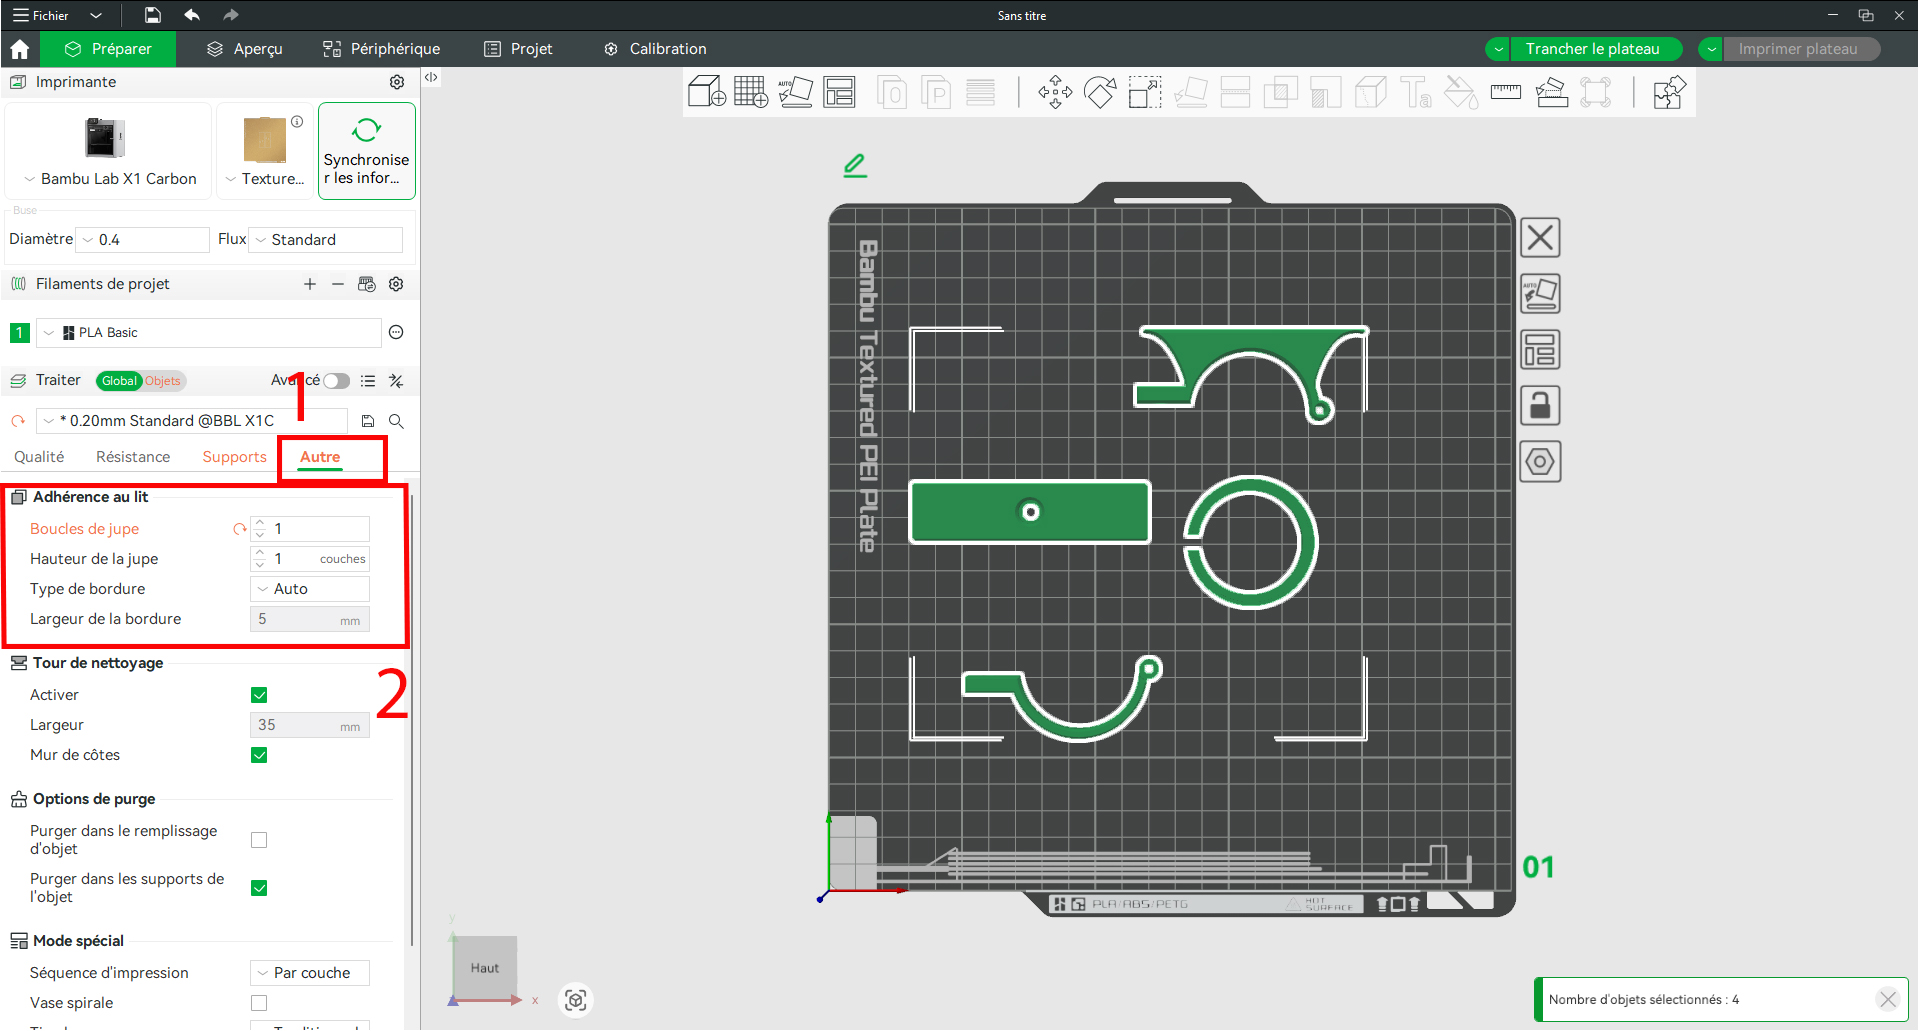 Fichier
Sans titre
Préparer
Aperçu
Périphérique
Projet
Calibration
Trancher le plateau
Imprimer plateau
Imprimante
Bambu Lab X1 Carbon
Texture...
Synchronise
r les infor...
Buse
Diamètre
0.4
Flux
Standard
Filaments de projet
1
PLA Basic
Traiter
Global
Objets
1
* 0.20mm Standard @BBL X1C
Qualité
Résistance
Supports
Autre
Adhérence au lit
Boucles de jupe
1
Hauteur de la jupe
1 couches
Type de bordure
Auto
Largeur de la bordure
5 mm
Tour de nettoyage
2
Activer
Largeur
35 mm
Mur de côtes
Options de purge
Purger dans le remplissage
d'objet
Purger dans les supports de
l'objet
Mode spécial
Séquence d'impression
Par couche
Vase spirale
AUTO
0
P
Ta
Bambu Textured PEI Plate
AUTO
01
PLA/ABS/PETG
HOT
SURFACE
y
Haut
x
Nombre d'objets sélectionnés : 4